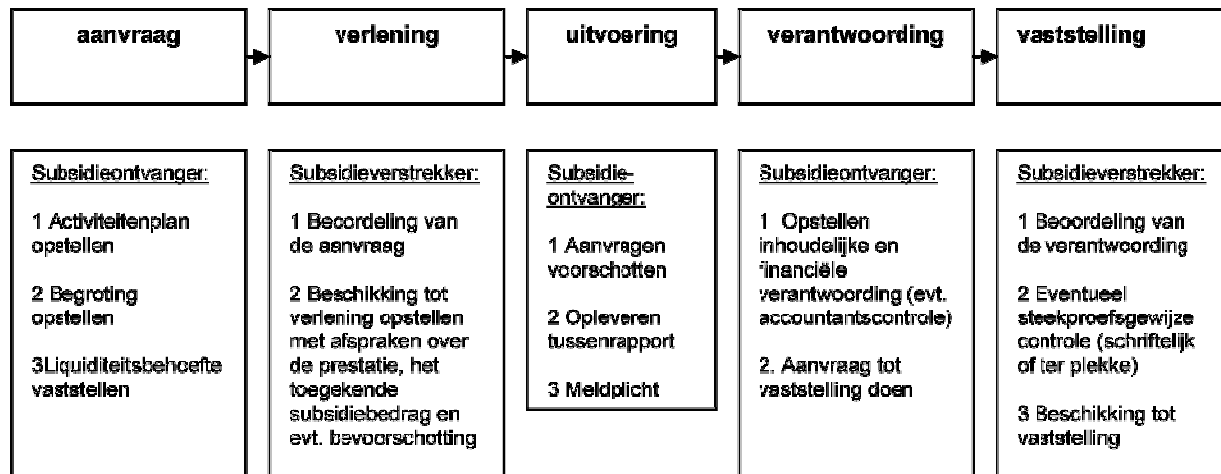 aanvraag
verlening
uitvoering
verantwoording
vaststelling
Subsidieontvanger:
1 Activiteitenplan
opstellen
2 Begroting
opstellen
3Liquiditeitsbehoefte
vaststellen
Subsidieverstrekker:
1 Beoordeling van
de aanvraag
2 Beschikking tot
verlening opstellen
met afspraken over
de prestatie, het
toegekende
subsidiebedrag en
evt. bevoorschotting
Subsidie-
ontvanger:
1 Aanvragen
voorschotten
2 Opleveren
tussenrapport
3 Meldplicht
Subsidieontvanger:
1 Opstellen
inhoudelijke en
financiële
verantwoording (evt.
accountantscontrole)
2. Aanvraag tot
vaststelling doen
Subsidieverstrekker:
1 Beoordeling van
de verantwoording
2 Eventueel
steekproefsgewijze
controle (schriftelijk
of ter plekke)
3 Beschikking tot
vaststelling